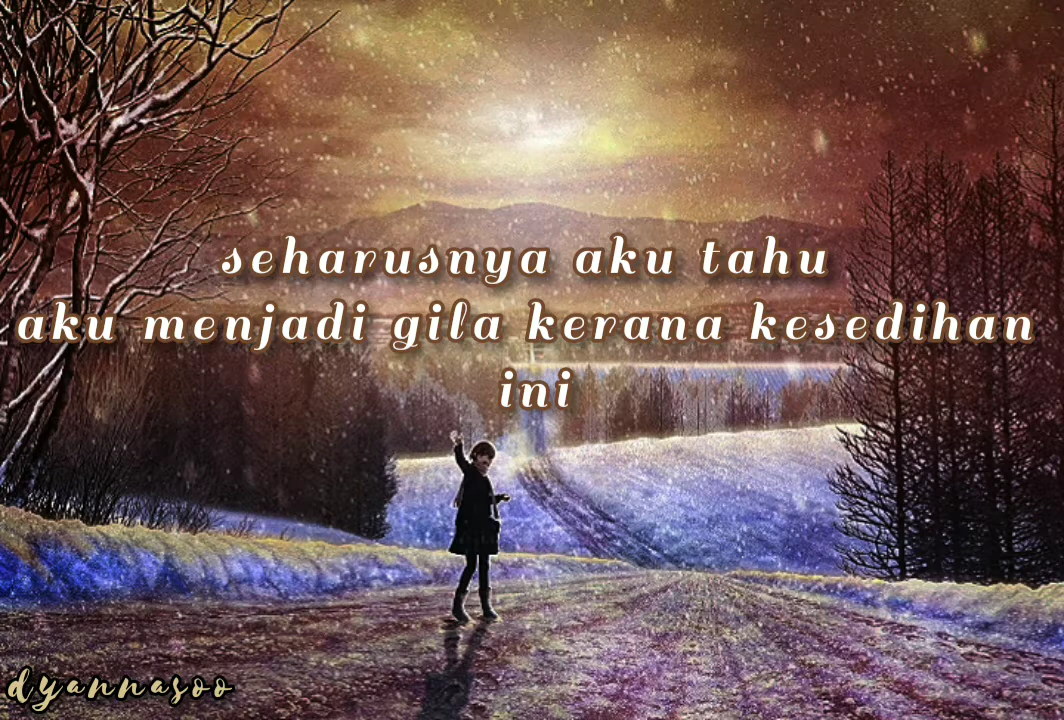 seharusnya aku tahu
aku menjadi gila kerana kesedihan
ini
dyannasoo